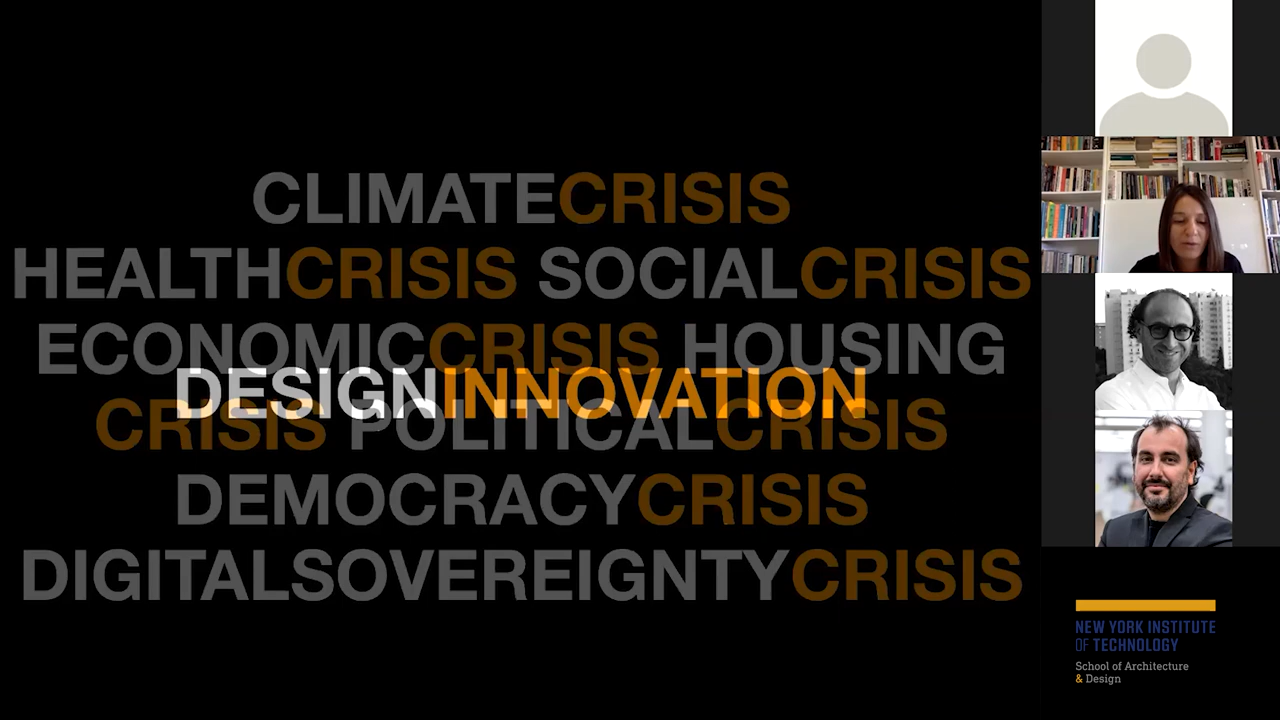 CLIMATECRISIS
HEALTHCRISIS SOCIALCRISIS
ECONOMICCRISIS HOUSING
DESIGNINNOVATION
CRISIS POLITICALCRISIS
DEMOCRACYCRISIS
DIGITALSOVEREIGNTYCRISIS
NEW YORK INSTITUTE
OF TECHNOLOGY
School of Architecture
& Design